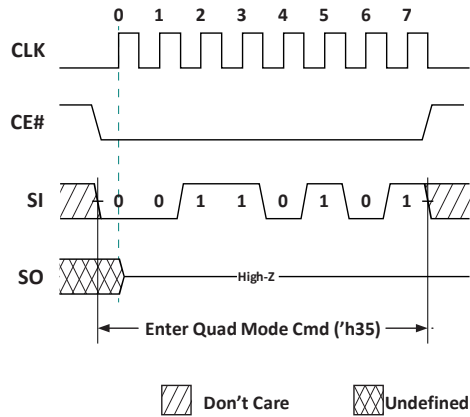 0 1 2 3 4 5 6 7
CLK
CE#
SI 0 0 1 1 0 1 0 1
SO High-Z
Enter Quad Mode Cmd ('h35)
Don't Care Undefined